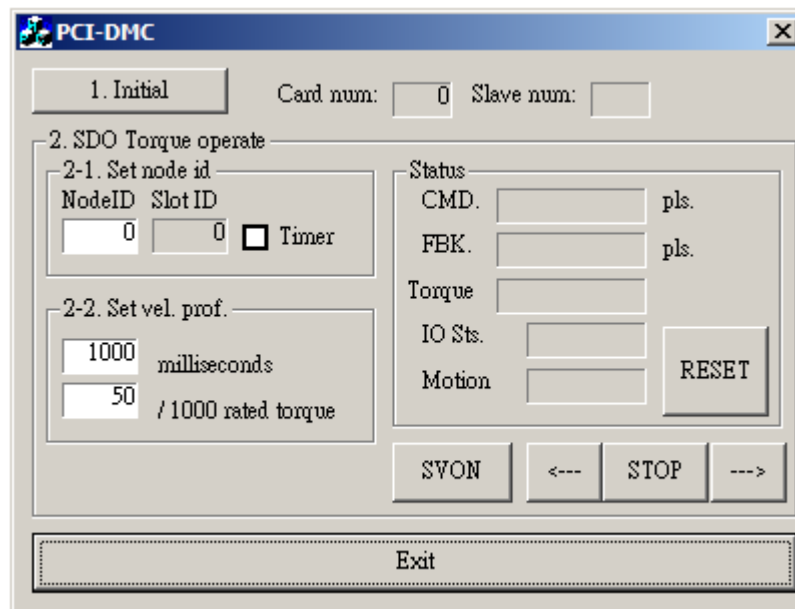 PCI-DMC
1. Initial Card num: 0 Slave num:
2. SDO Torque operate
2-1. Set node id
NodeID Slot ID
0 0 Timer
2-2. Set vel. prof.
1000 milliseconds
50 / 1000 rated torque
Status
CMD. pls.
FBK. pls.
Torque
IO Sts.
Motion
RESET
SVON <--- STOP --->
Exit